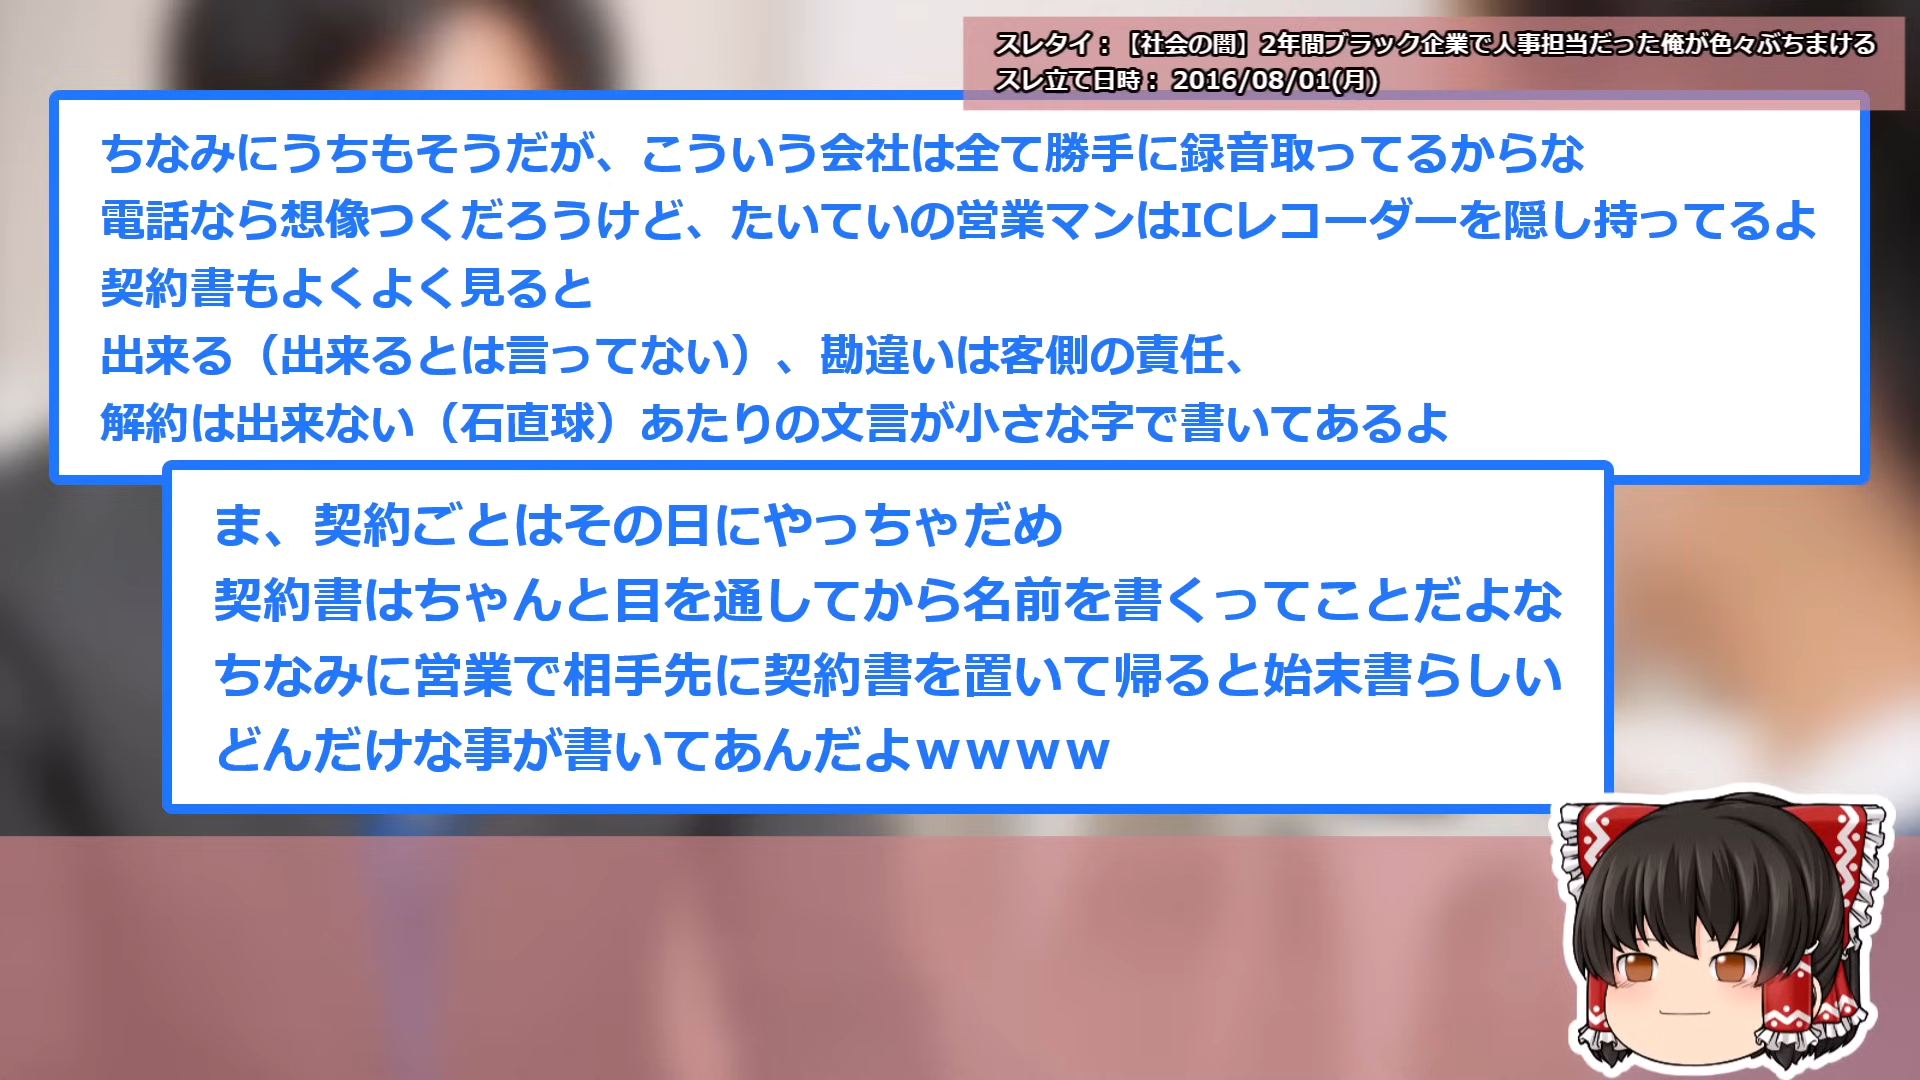 スレタイ：【社会の闇】2年間ブラック企業で人事担当だった俺が色々ぶちまける
スレ立て日時： 2016/08/01(月)
ちなみにうちもそうだが、こういう会社は全て勝手に録音取ってるからな
電話なら想像つくだろうけど、たいていの営業マンはICレコーダーを隠し持ってるよ
契約書もよくよく見ると
出来る（出来るとは言ってない）、勘違いは客側の責任、
解約は出来ない（石直球）あたりの文言が小さな字で書いてあるよ
ま、契約ごとはその日にやっちゃだめ
契約書はちゃんと目を通してから名前を書くってことだよな
ちなみに営業で相手先に契約書を置いて帰ると始末書らしい
どんだけな事が書いてあんだよｗｗｗｗ